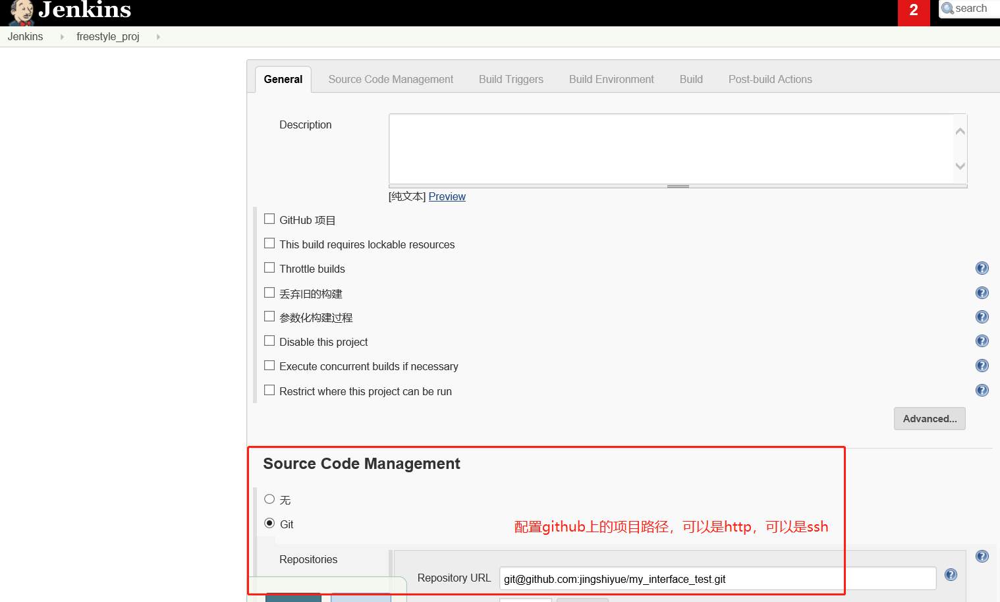 Jenkins
2
search
Jenkins
freestyle_proj
General
Source Code Management
Build Triggers
Build Environment
Build
Post-build Actions
Description
[纯文本] Preview
GitHub 项目
This build requires lockable resources
Throttle builds
丢弃旧的构建
参数化构建过程
Disable this project
Execute concurrent builds if necessary
Restrict where this project can be run
Advanced...
Source Code Management
无
Git
配置github上的项目路径，可以是http，可以是ssh
Repositories
Repository URL
git@github.com:jingshiyue/my_interface_test.git